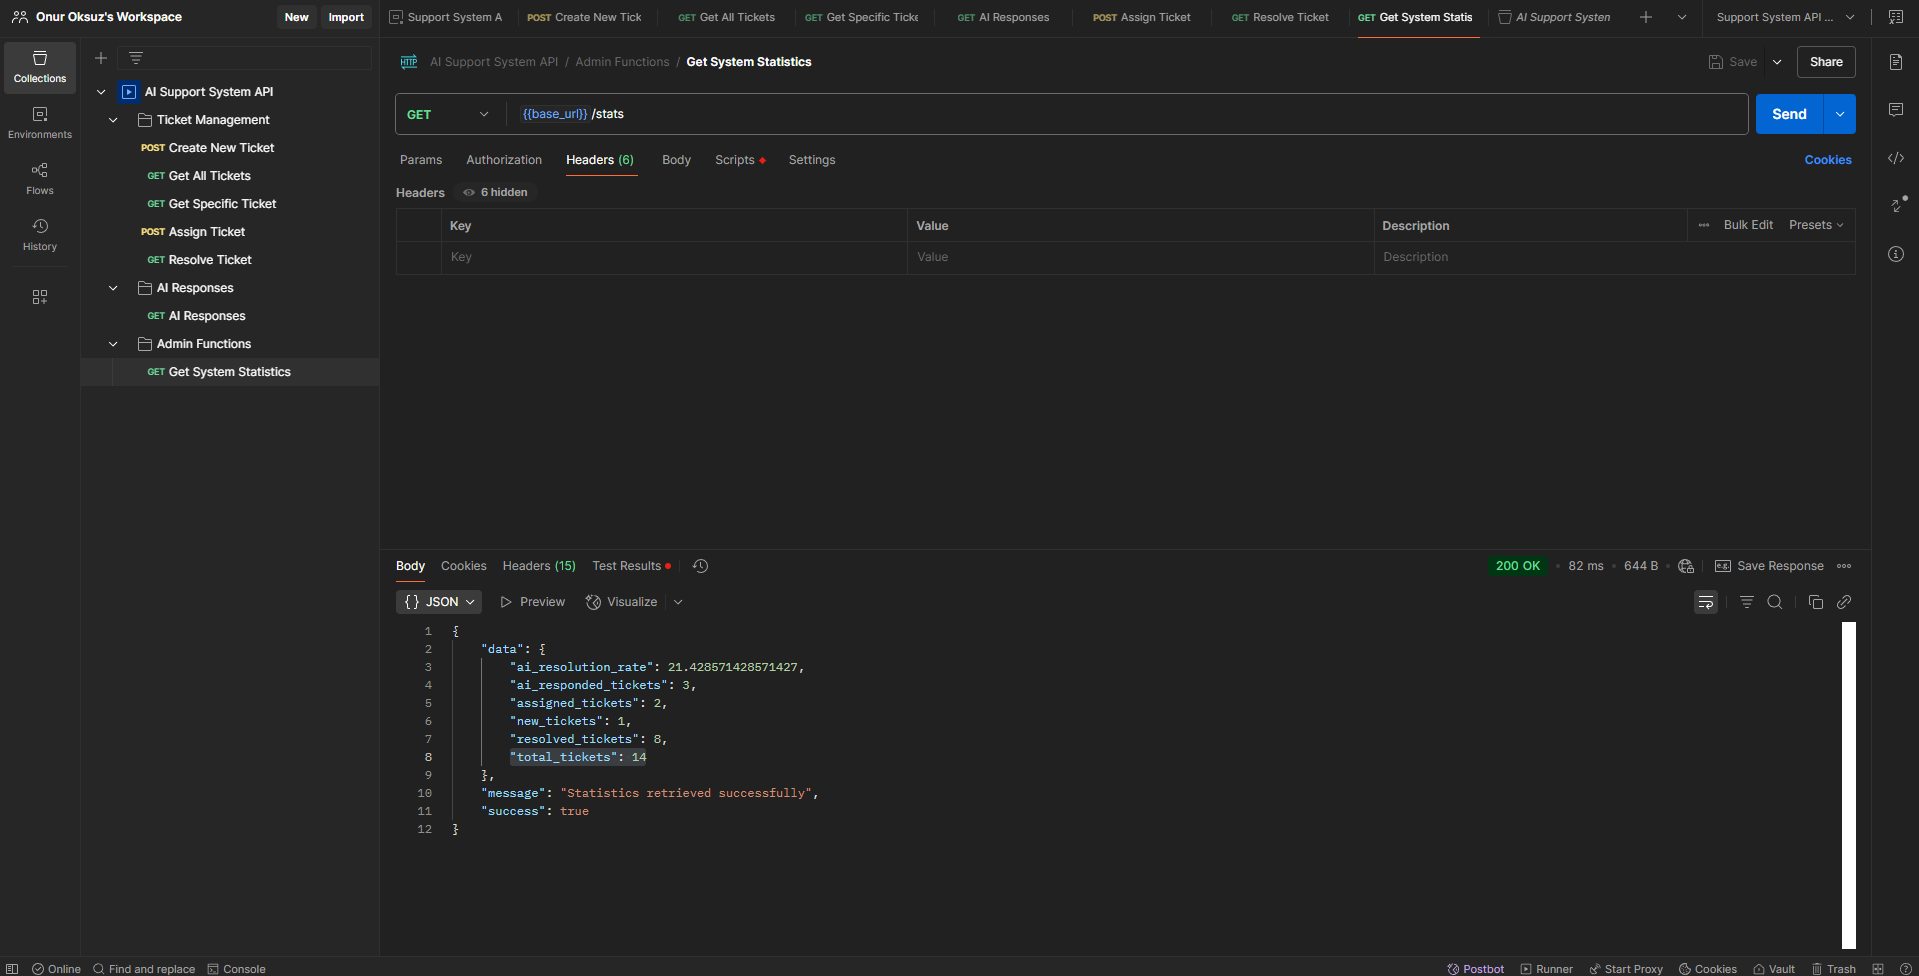 Onur Oksuz's Workspace
New
Import
Support System A
POST Create New Tick
GET Get All Tickets
GET Get Specific Ticke
GET AI Responses
POST Assign Ticket
GET Resolve Ticket
GET Get System Statis
AI Support System
Support System API ...
Collections
Environments
Flows
History
AI Support System API
Ticket Management
POST Create New Ticket
GET Get All Tickets
GET Get Specific Ticket
POST Assign Ticket
GET Resolve Ticket
AI Responses
GET AI Responses
Admin Functions
GET Get System Statistics
HTTP AI Support System API / Admin Functions / Get System Statistics
Save
Share
GET {{base_url}} /stats
Send
Params Authorization Headers (6) Body Scripts Settings
Cookies
Headers 6 hidden
Key Value Description
Bulk Edit Presets
Key Value Description
Body Cookies Headers (15) Test Results
200 OK • 82 ms • 644 B
e.g. Save Response
{} JSON Preview Visualize
1 {
2 "data": {
3 "ai_resolution_rate": 21.428571428571427,
4 "ai_responded_tickets": 3,
5 "assigned_tickets": 2,
6 "new_tickets": 1,
7 "resolved_tickets": 8,
8 "total_tickets": 14
9 },
10 "message": "Statistics retrieved successfully",
11 "success": true
12 }
Online Find and replace Console
Postbot Runner Start Proxy Cookies Vault Trash